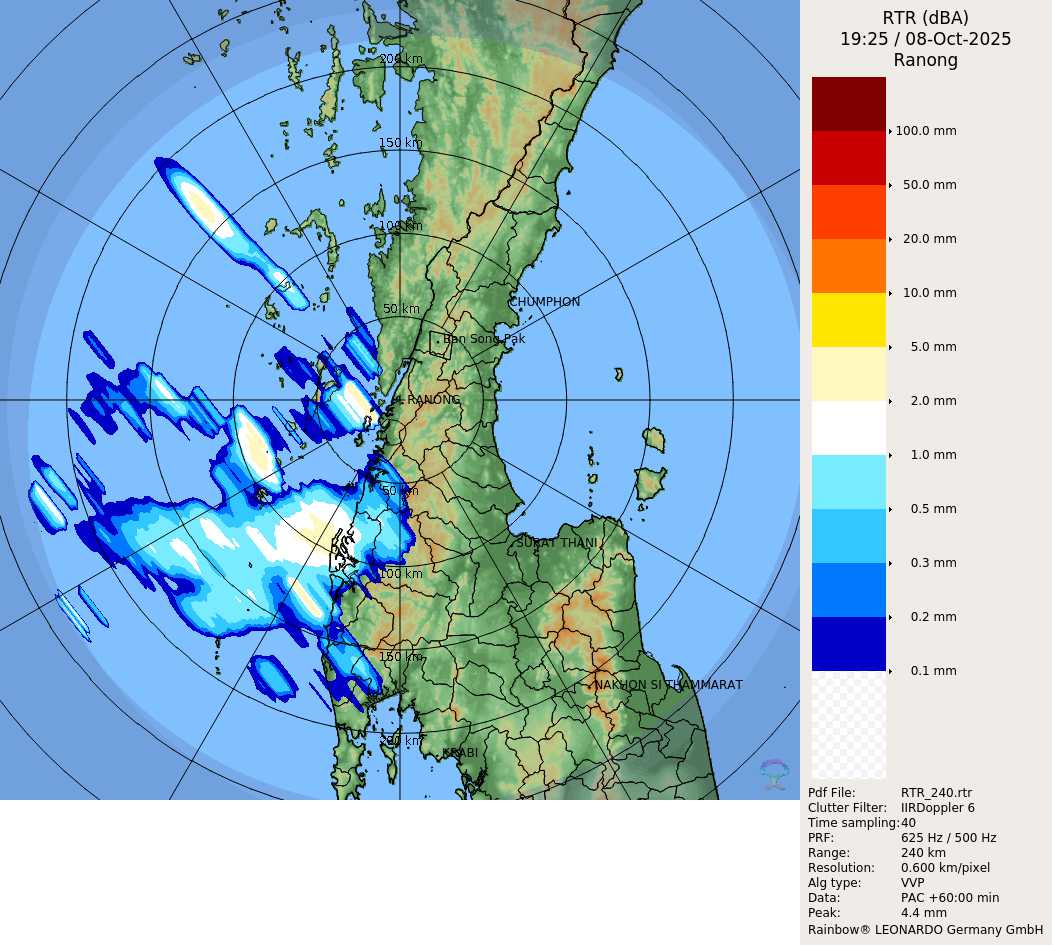 RTR (dBA)
19:25 / 08-Oct-2025
Ranong
200 km
150 km
100 km
50 km
CHUMPHON
Ban Song Pak
RANONG
50 km
SURAT THANI
100 km
150 km
NAKHON SI THAMMARAT
200 km
KRABI
100.0 mm
50.0 mm
20.0 mm
10.0 mm
5.0 mm
2.0 mm
1.0 mm
0.5 mm
0.3 mm
0.2 mm
0.1 mm
Pdf File: RTR_240.rtr
Clutter Filter: IIRDoppler 6
Time sampling: 40
PRF: 625 Hz / 500 Hz
Range: 240 km
Resolution: 0.600 km/pixel
Alg type: VVP
Data: PAC +60:00 min
Peak: 4.4 mm
Rainbow® LEONARDO Germany GmbH